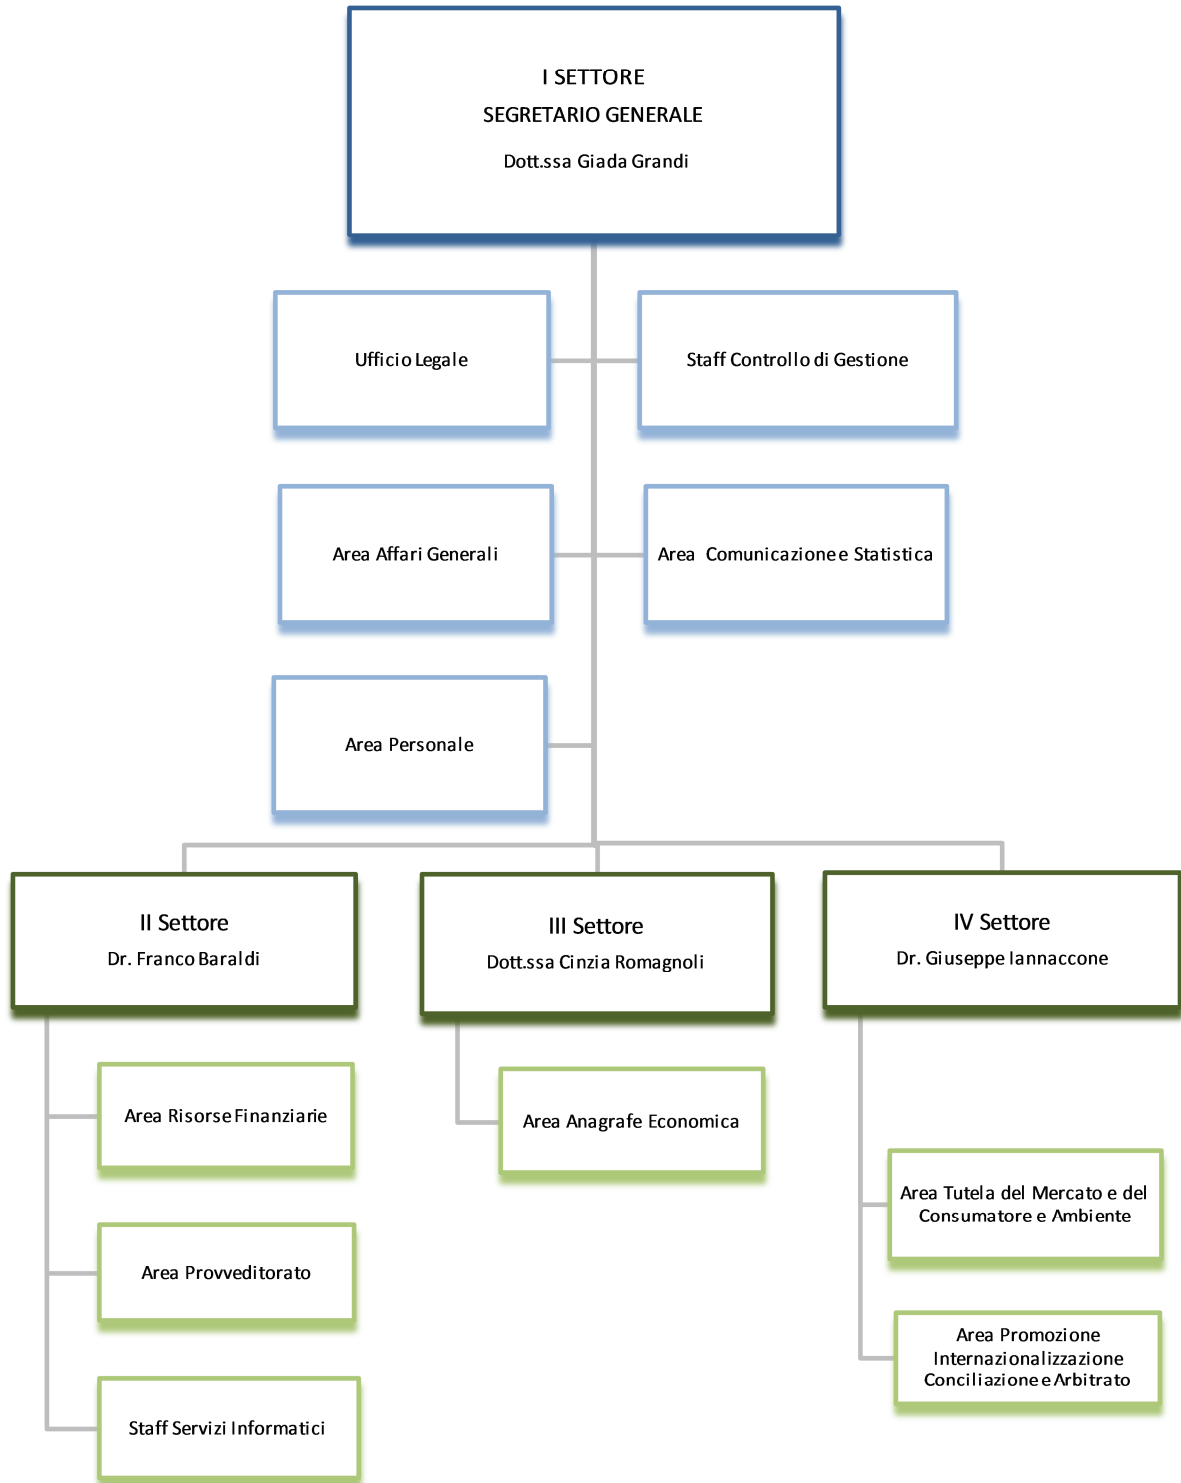 I SETTORE
SEGRETARIO GENERALE
Dott.ssa Giada Grandi
Ufficio Legale
Staff Controllo di Gestione
Area Affari Generali
Area Comunicazione e Statistica
Area Personale
II Settore
Dr. Franco Baraldi
III Settore
Dott.ssa Cinzia Romagnoli
IV Settore
Dr. Giuseppe Iannaccone
Area Risorse Finanziarie
Area Provveditorato
Staff Servizi Informatici
Area Anagrafe Economica
Area Tutela del Mercato e del
Consumatore e Ambiente
Area Promozione
Internazionalizzazione
Conciliazione e Arbitrato